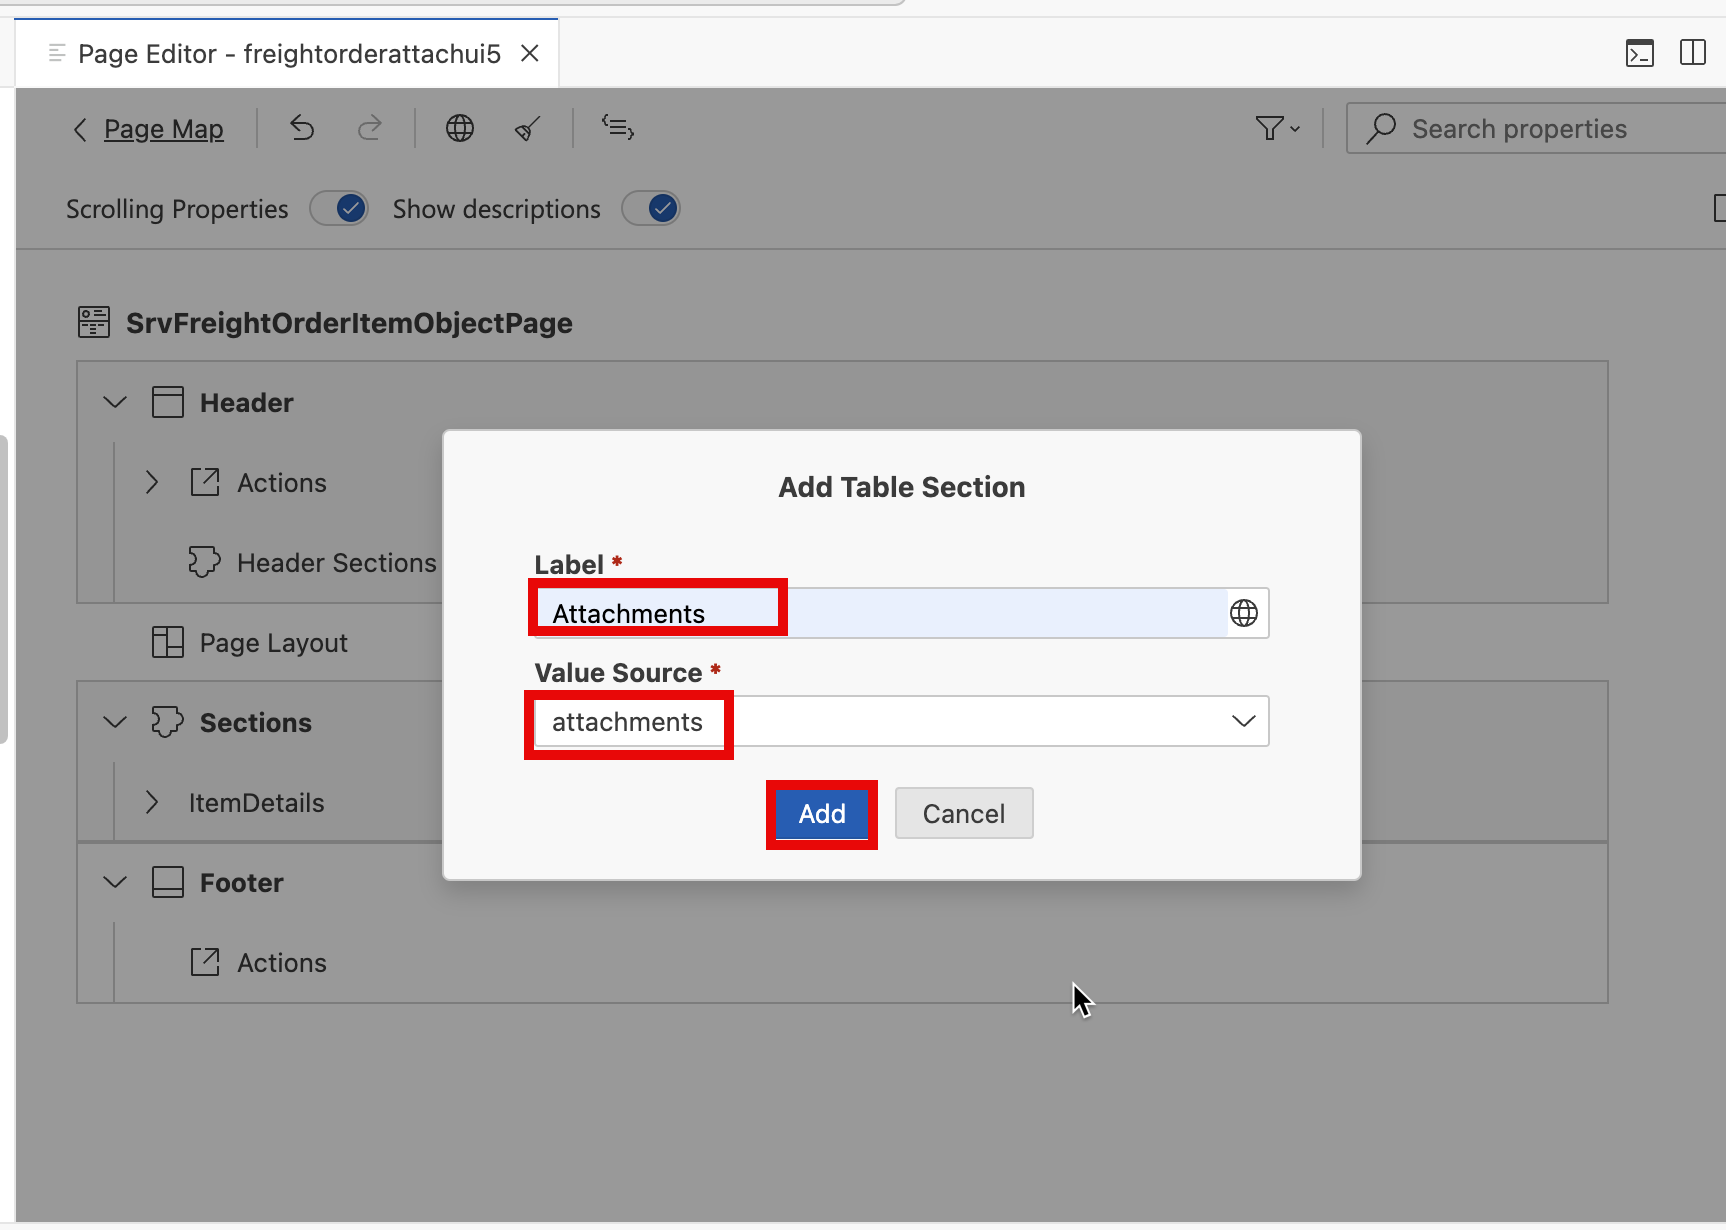 Page Editor - freightorderattachui5
Page Map
Search properties
Scrolling Properties
Show descriptions
SrvFreightOrderItemObjectPage
Header
Actions
Header Sections
Page Layout
Sections
ItemDetails
Footer
Actions
Add Table Section
Label *
Attachments
Value Source *
attachments
Add
Cancel